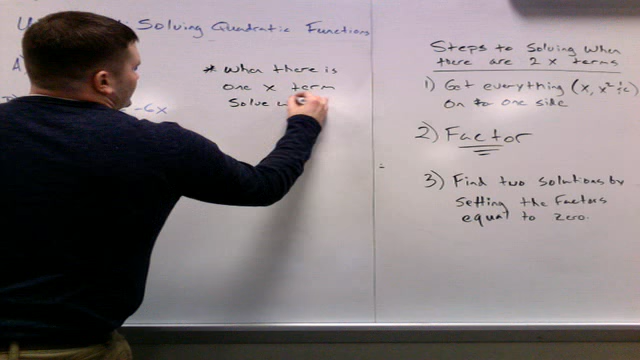 Solving Quadratic Functions
* When there is
one x term
Solve
-6x
Steps to Solving when
there are 2 x terms
1) Get everything (x, x² & c)
on to one side
2) Factor
3) Find two solutions by
setting the factors
equal to zero.